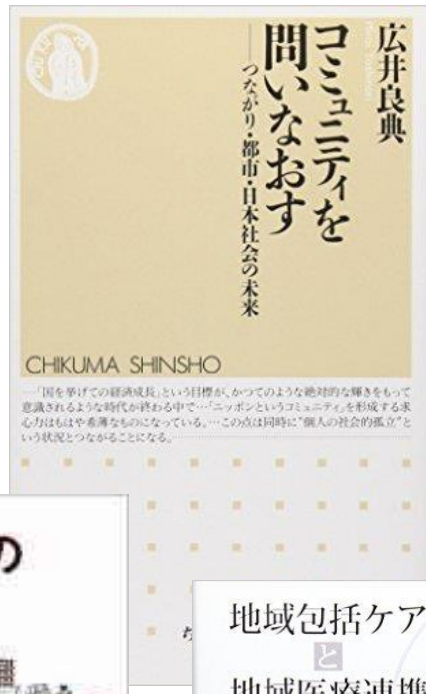 広井良典
コミュニティを
問いなおす
──つながり・都市・日本社会の未来
CHIKUMA SHINSHO
…「国を挙げての経済成長」という目標が、かつてのような絶対的な輝きをもって
意識されるような時代が終わる中で…「ニッポンというコミュニティ」を形成する求
心力はもはや希薄なものになっている。…この点は同時に“個人の社会的孤立”と
いう状況とつながることになる。
の
地域包括ケア
と
地域医療連携